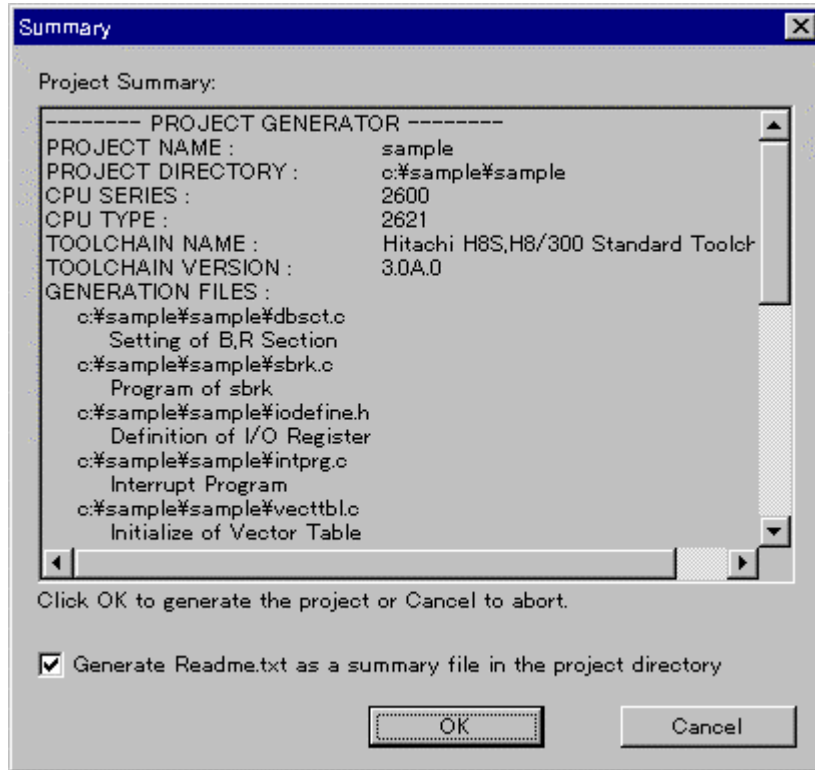 Summary
Project Summary:
-------- PROJECT GENERATOR --------
PROJECT NAME : sample
PROJECT DIRECTORY : c:¥sample¥sample
CPU SERIES : 2600
CPU TYPE : 2621
TOOLCHAIN NAME : Hitachi H8S,H8/300 Standard Toolch
TOOLCHAIN VERSION : 3.0A.0
GENERATION FILES :
c:¥sample¥sample¥dbsct.c
Setting of B,R Section
c:¥sample¥sample¥sbrk.c
Program of sbrk
c:¥sample¥sample¥iodefine.h
Definition of I/O Register
c:¥sample¥sample¥intprg.c
Interrupt Program
c:¥sample¥sample¥vecttbl.c
Initialize of Vector Table
Click OK to generate the project or Cancel to abort.
Generate Readme.txt as a summary file in the project directory
OK Cancel